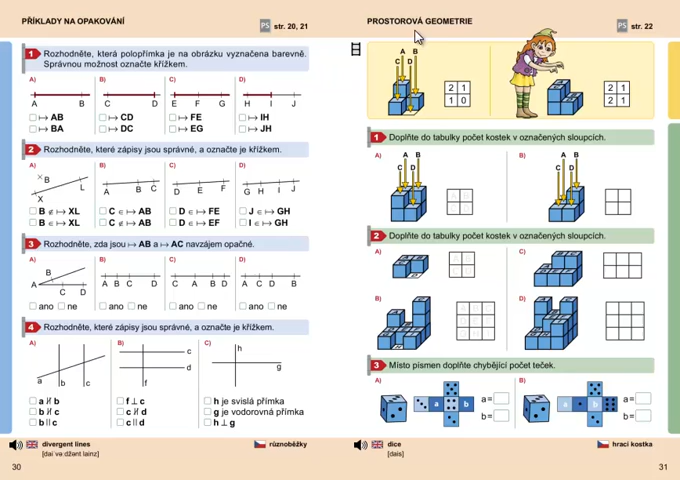 PŘÍKLADY NA OPAKOVÁNÍ
PS str. 20, 21
1 Rozhodněte, která polopřímka je na obrázku vyznačena barevně.
Správnou možnost označte křížkem.
A) B) C) D)
A B C D E F G H I J
↦ AB ↦ CD ↦ FE ↦ IH
↦ BA ↦ DC ↦ EG ↦ JH
2 Rozhodněte, které zápisy jsou správné, a označte je křížkem.
A) B) C) D)
B L X A B C D E F G H I J
B ∉ ↦ XL C ∈ ↦ AB D ∈ ↦ FE J ∈ ↦ GH
B ∈ ↦ XL C ∉ ↦ AB D ∈ ↦ EF I ∈ ↦ GH
3 Rozhodněte, zda jsou ↦ AB a ↦ AC navzájem opačné.
A) B) C) D)
B A C D A B C D C A B D A C D B
ano ne ano ne ano ne ano ne
4 Rozhodněte, které zápisy jsou správné, a označte je křížkem.
A) B) C)
a b c c d f h g
a ∦ b f ⊥ c h je svislá přímka
b ∦ c c ∦ d g je vodorovná přímka
b || c c || d h ⊥ g
divergent lines
[daɪ və dʒənt laɪnz]
různoběžky
30
PROSTOROVÁ GEOMETRIE
PS str. 22
A B
C D
2 1
1 0
2 1
2 1
1 Doplňte do tabulky počet kostek v označených sloupcích.
A) A B C D
B) A B C D
2 Doplňte do tabulky počet kostek v označených sloupcích.
A) C)
B) D)
3 Místo písmen doplňte chybějící počet teček.
A) a b a =
b =
B) a b a =
b =
dice
[daɪs]
hrací kostka
31